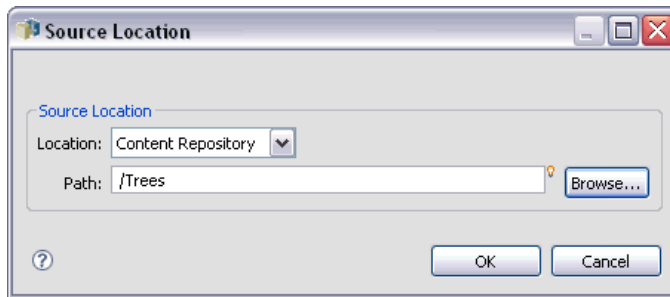 Source Location
Source Location
Location: Content Repository
Path: /Trees Browse...
OK Cancel